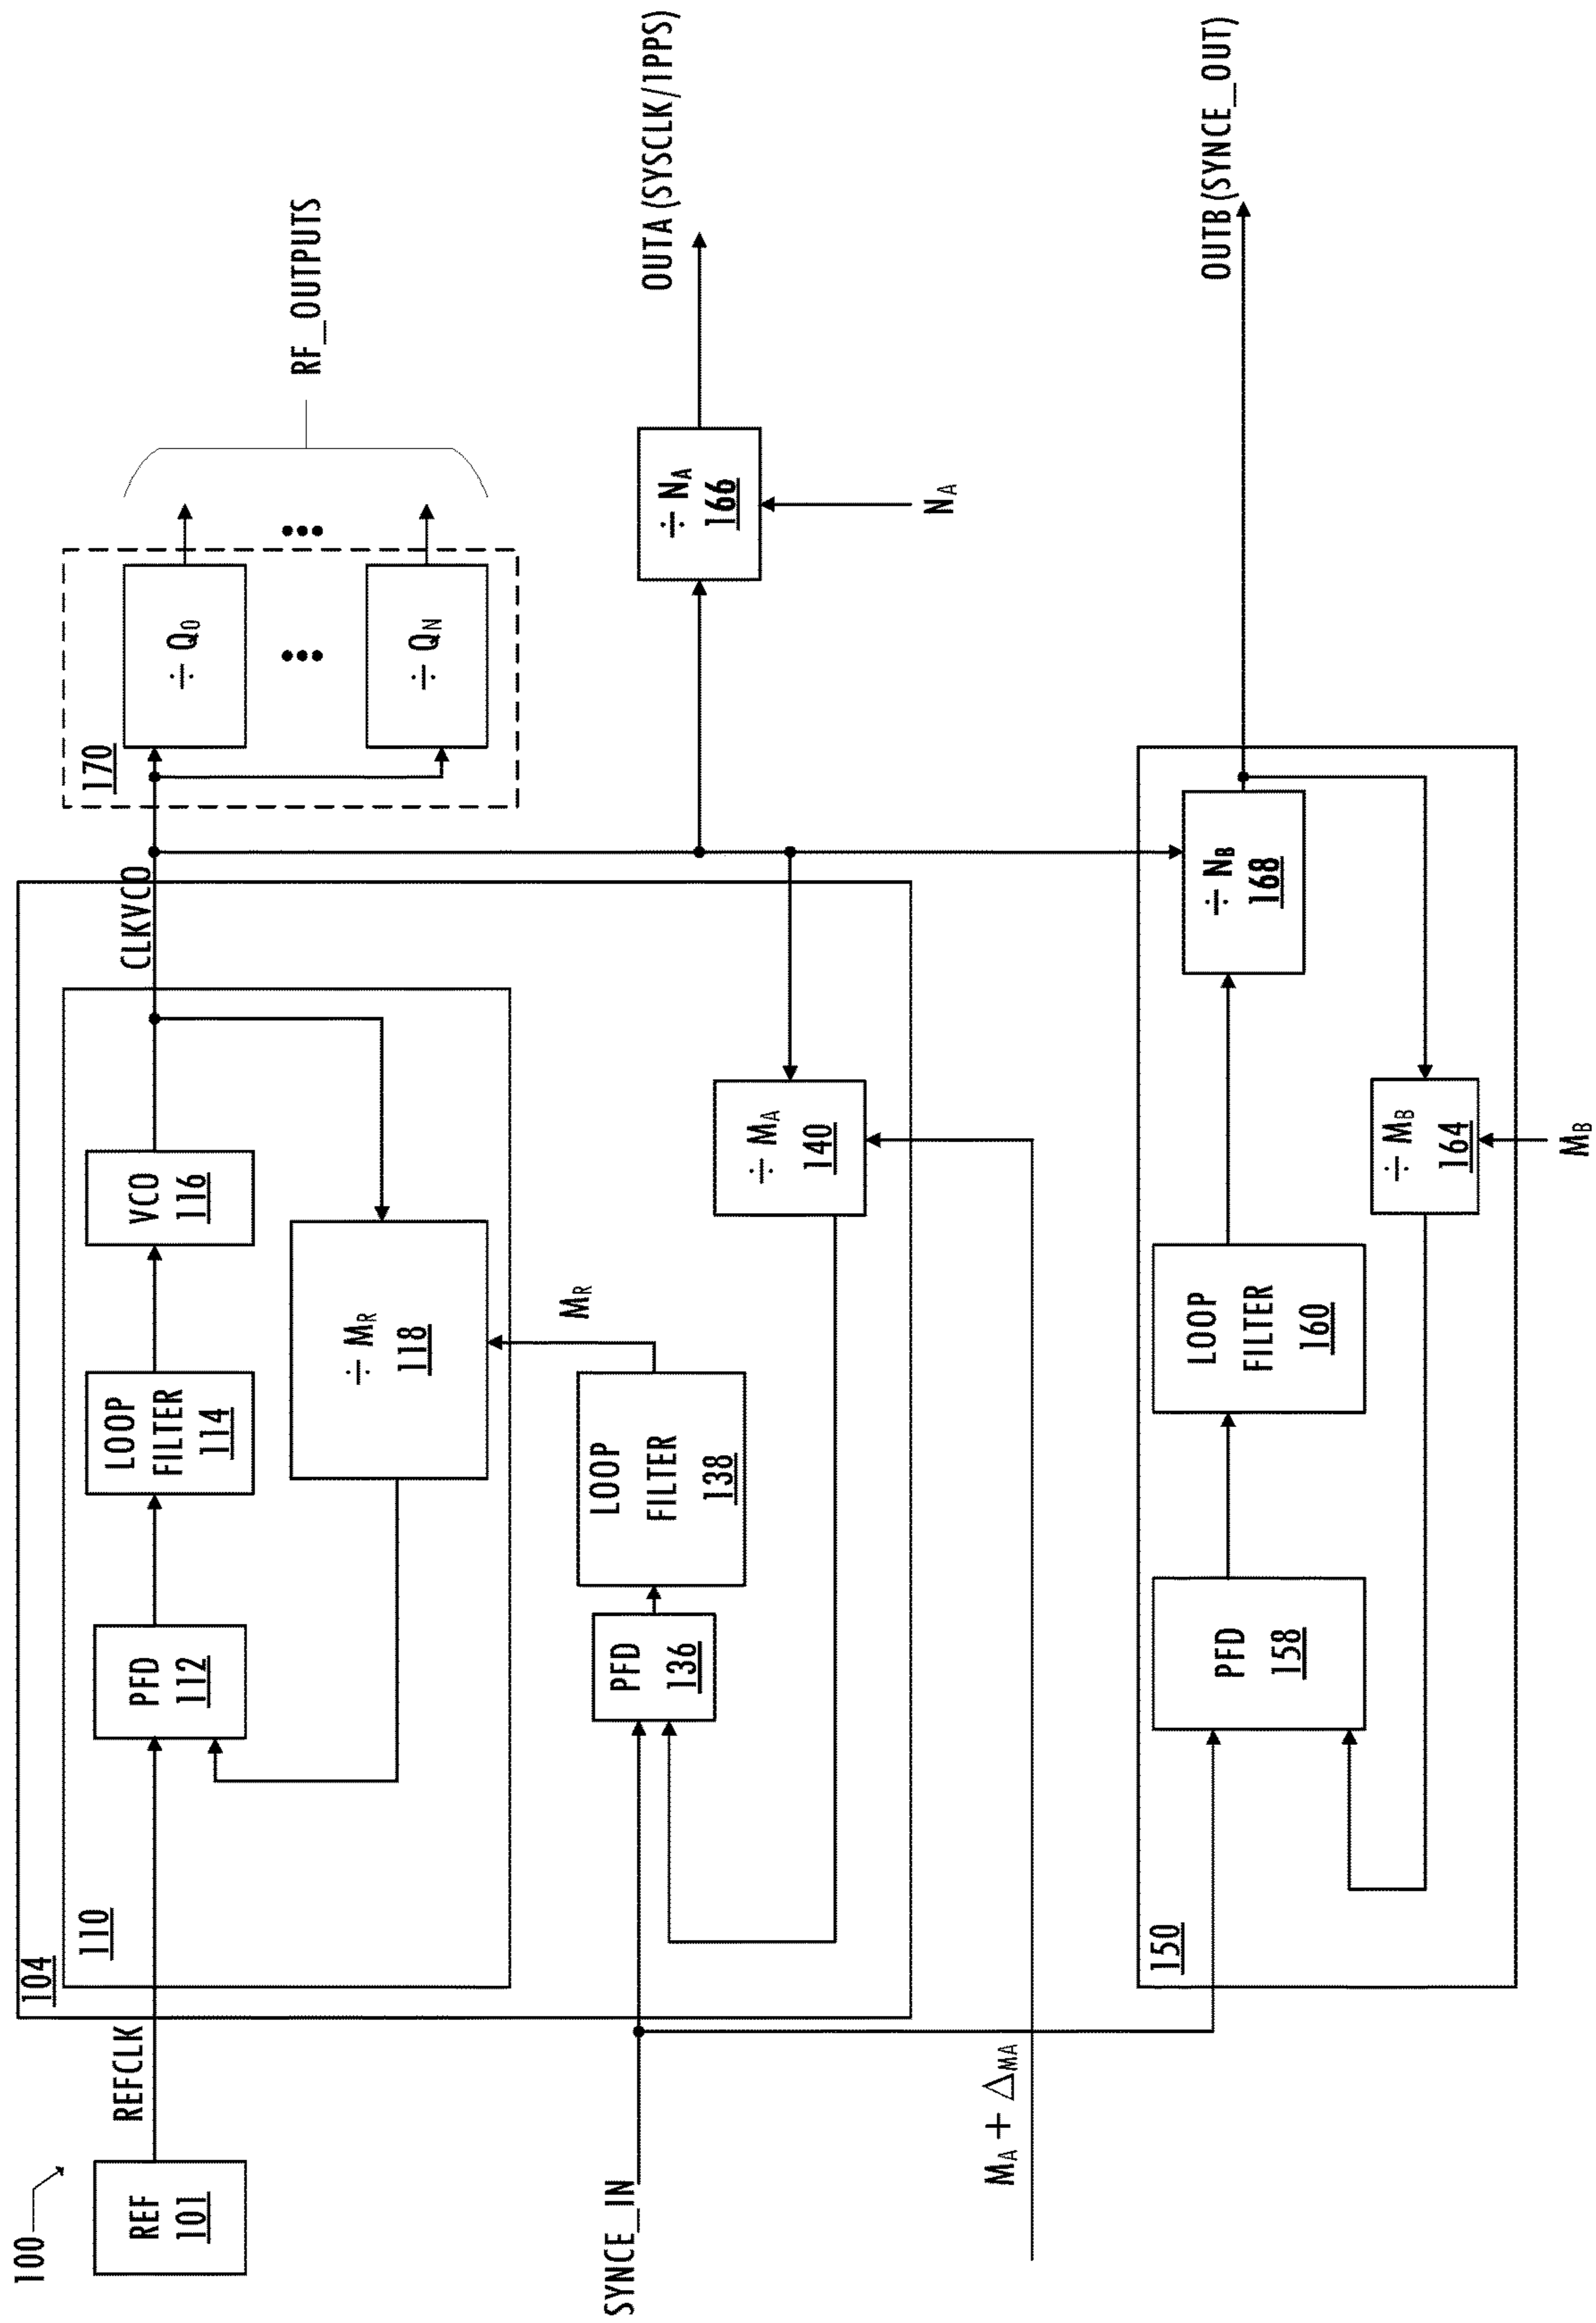 100
REF
101
REFCLK
104
110
PFD
112
LOOP
FILTER
114
VCO
116
CLKVCO
÷ MR
118
MR
170
÷ Q0
•••
÷ QN
•••
RF_OUTPUTS
SYNCE_IN
PFD
136
LOOP
FILTER
138
÷ MA
140
MA + ΔMA
÷ NA
166
NA
OUTA (SYSCLK/1PPS)
150
PFD
158
LOOP
FILTER
160
÷ NB
168
÷ MB
164
MB
OUTB (SYNCE_OUT)